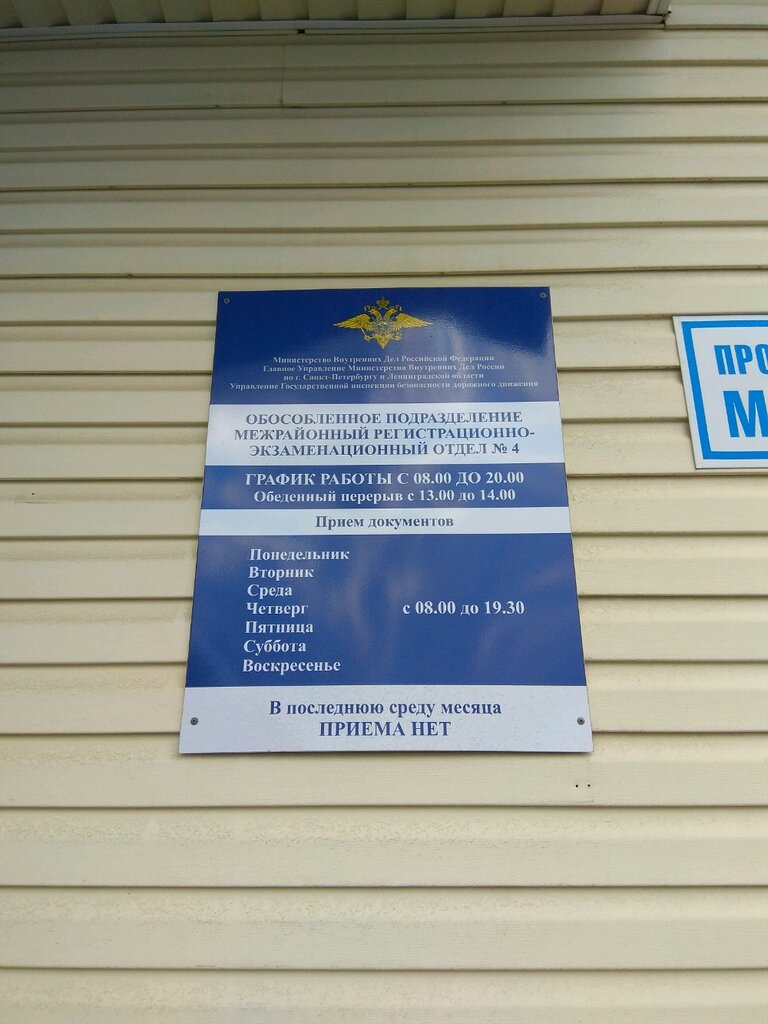 Министерство Внутренних Дел Российской Федерации
Главное Управление Министерства Внутренних Дел России
по г. Санкт-Петербургу и Ленинградской области
Управление Государственной инспекции безопасности дорожного движения
ОБОСОБЛЕННОЕ ПОДРАЗДЕЛЕНИЕ
МЕЖРАЙОННЫЙ РЕГИСТРАЦИОННО-
ЭКЗАМЕНАЦИОННЫЙ ОТДЕЛ № 4
ГРАФИК РАБОТЫ С 08.00 ДО 20.00
Обеденный перерыв с 13.00 до 14.00
Прием документов
Понедельник
Вторник
Среда
Четверг с 08.00 до 19.30
Пятница
Суббота
Воскресенье
В последнюю среду месяца
ПРИЕМА НЕТ
ПРО
М